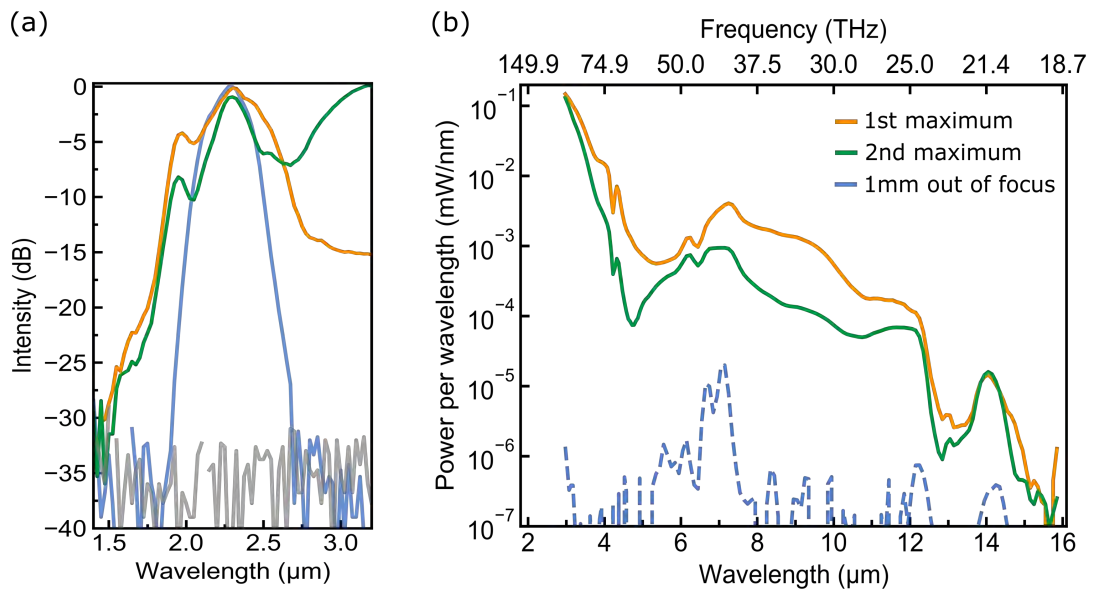 (a)
(b)
Frequency (THz)
149.9 74.9 50.0 37.5 30.0 25.0 21.4 18.7
0
−5
−10
−15
−20
−25
−30
−35
−40
Intensity (dB)
1.5 2.0 2.5 3.0
Wavelength (μm)
10⁻¹
10⁻²
10⁻³
10⁻⁴
10⁻⁵
10⁻⁶
10⁻⁷
Power per wavelength (mW/nm)
1st maximum
2nd maximum
1mm out of focus
2 4 6 8 10 12 14 16
Wavelength (μm)